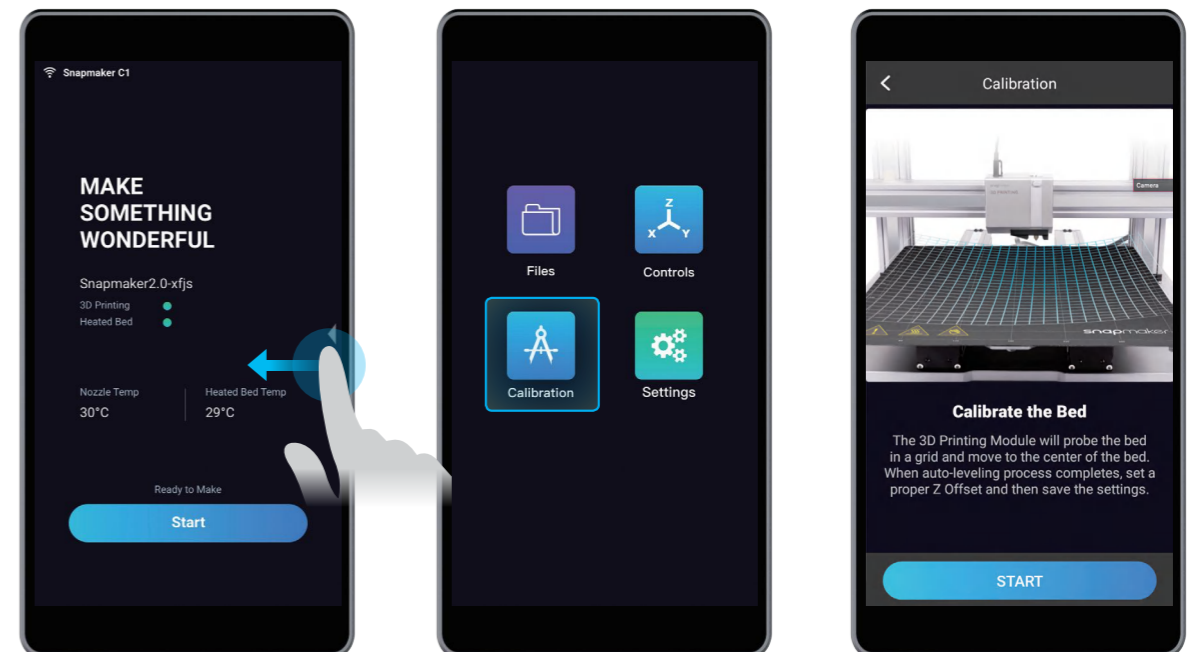 Snapmaker C1
MAKE
SOMETHING
WONDERFUL
Snapmaker2.0-xfjs
3D Printing
Heated Bed
Nozzle Temp
Heated Bed Temp
30°C
29°C
Ready to Make
Start
Files
Z
X
Y
Controls
Calibration
Settings
Calibration
Camera
snapmaker
Calibrate the Bed
The 3D Printing Module will probe the bed
in a grid and move to the center of the bed.
When auto-leveling process completes, set a
proper Z Offset and then save the settings.
START